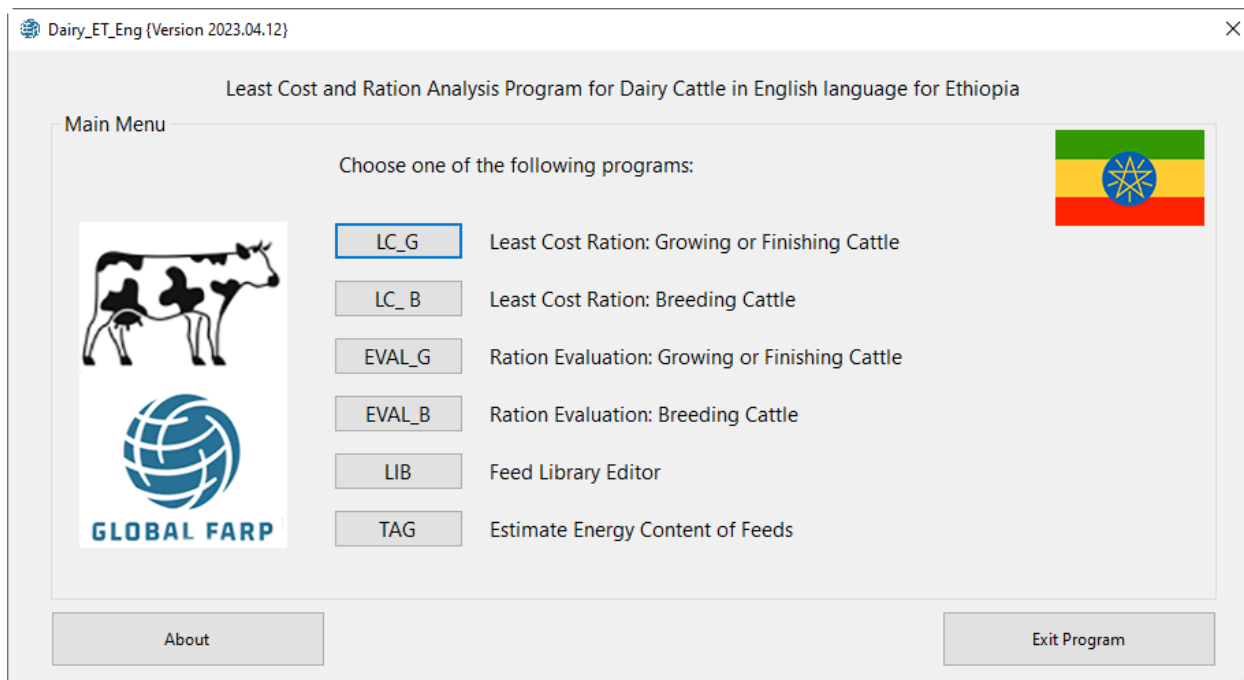 Dairy_ET_Eng {Version 2023.04.12}
Least Cost and Ration Analysis Program for Dairy Cattle in English language for Ethiopia
Main Menu
Choose one of the following programs:
LC_G Least Cost Ration: Growing or Finishing Cattle
LC_ B Least Cost Ration: Breeding Cattle
EVAL_G Ration Evaluation: Growing or Finishing Cattle
EVAL_B Ration Evaluation: Breeding Cattle
LIB Feed Library Editor
TAG Estimate Energy Content of Feeds
GLOBAL FARP
About
Exit Program